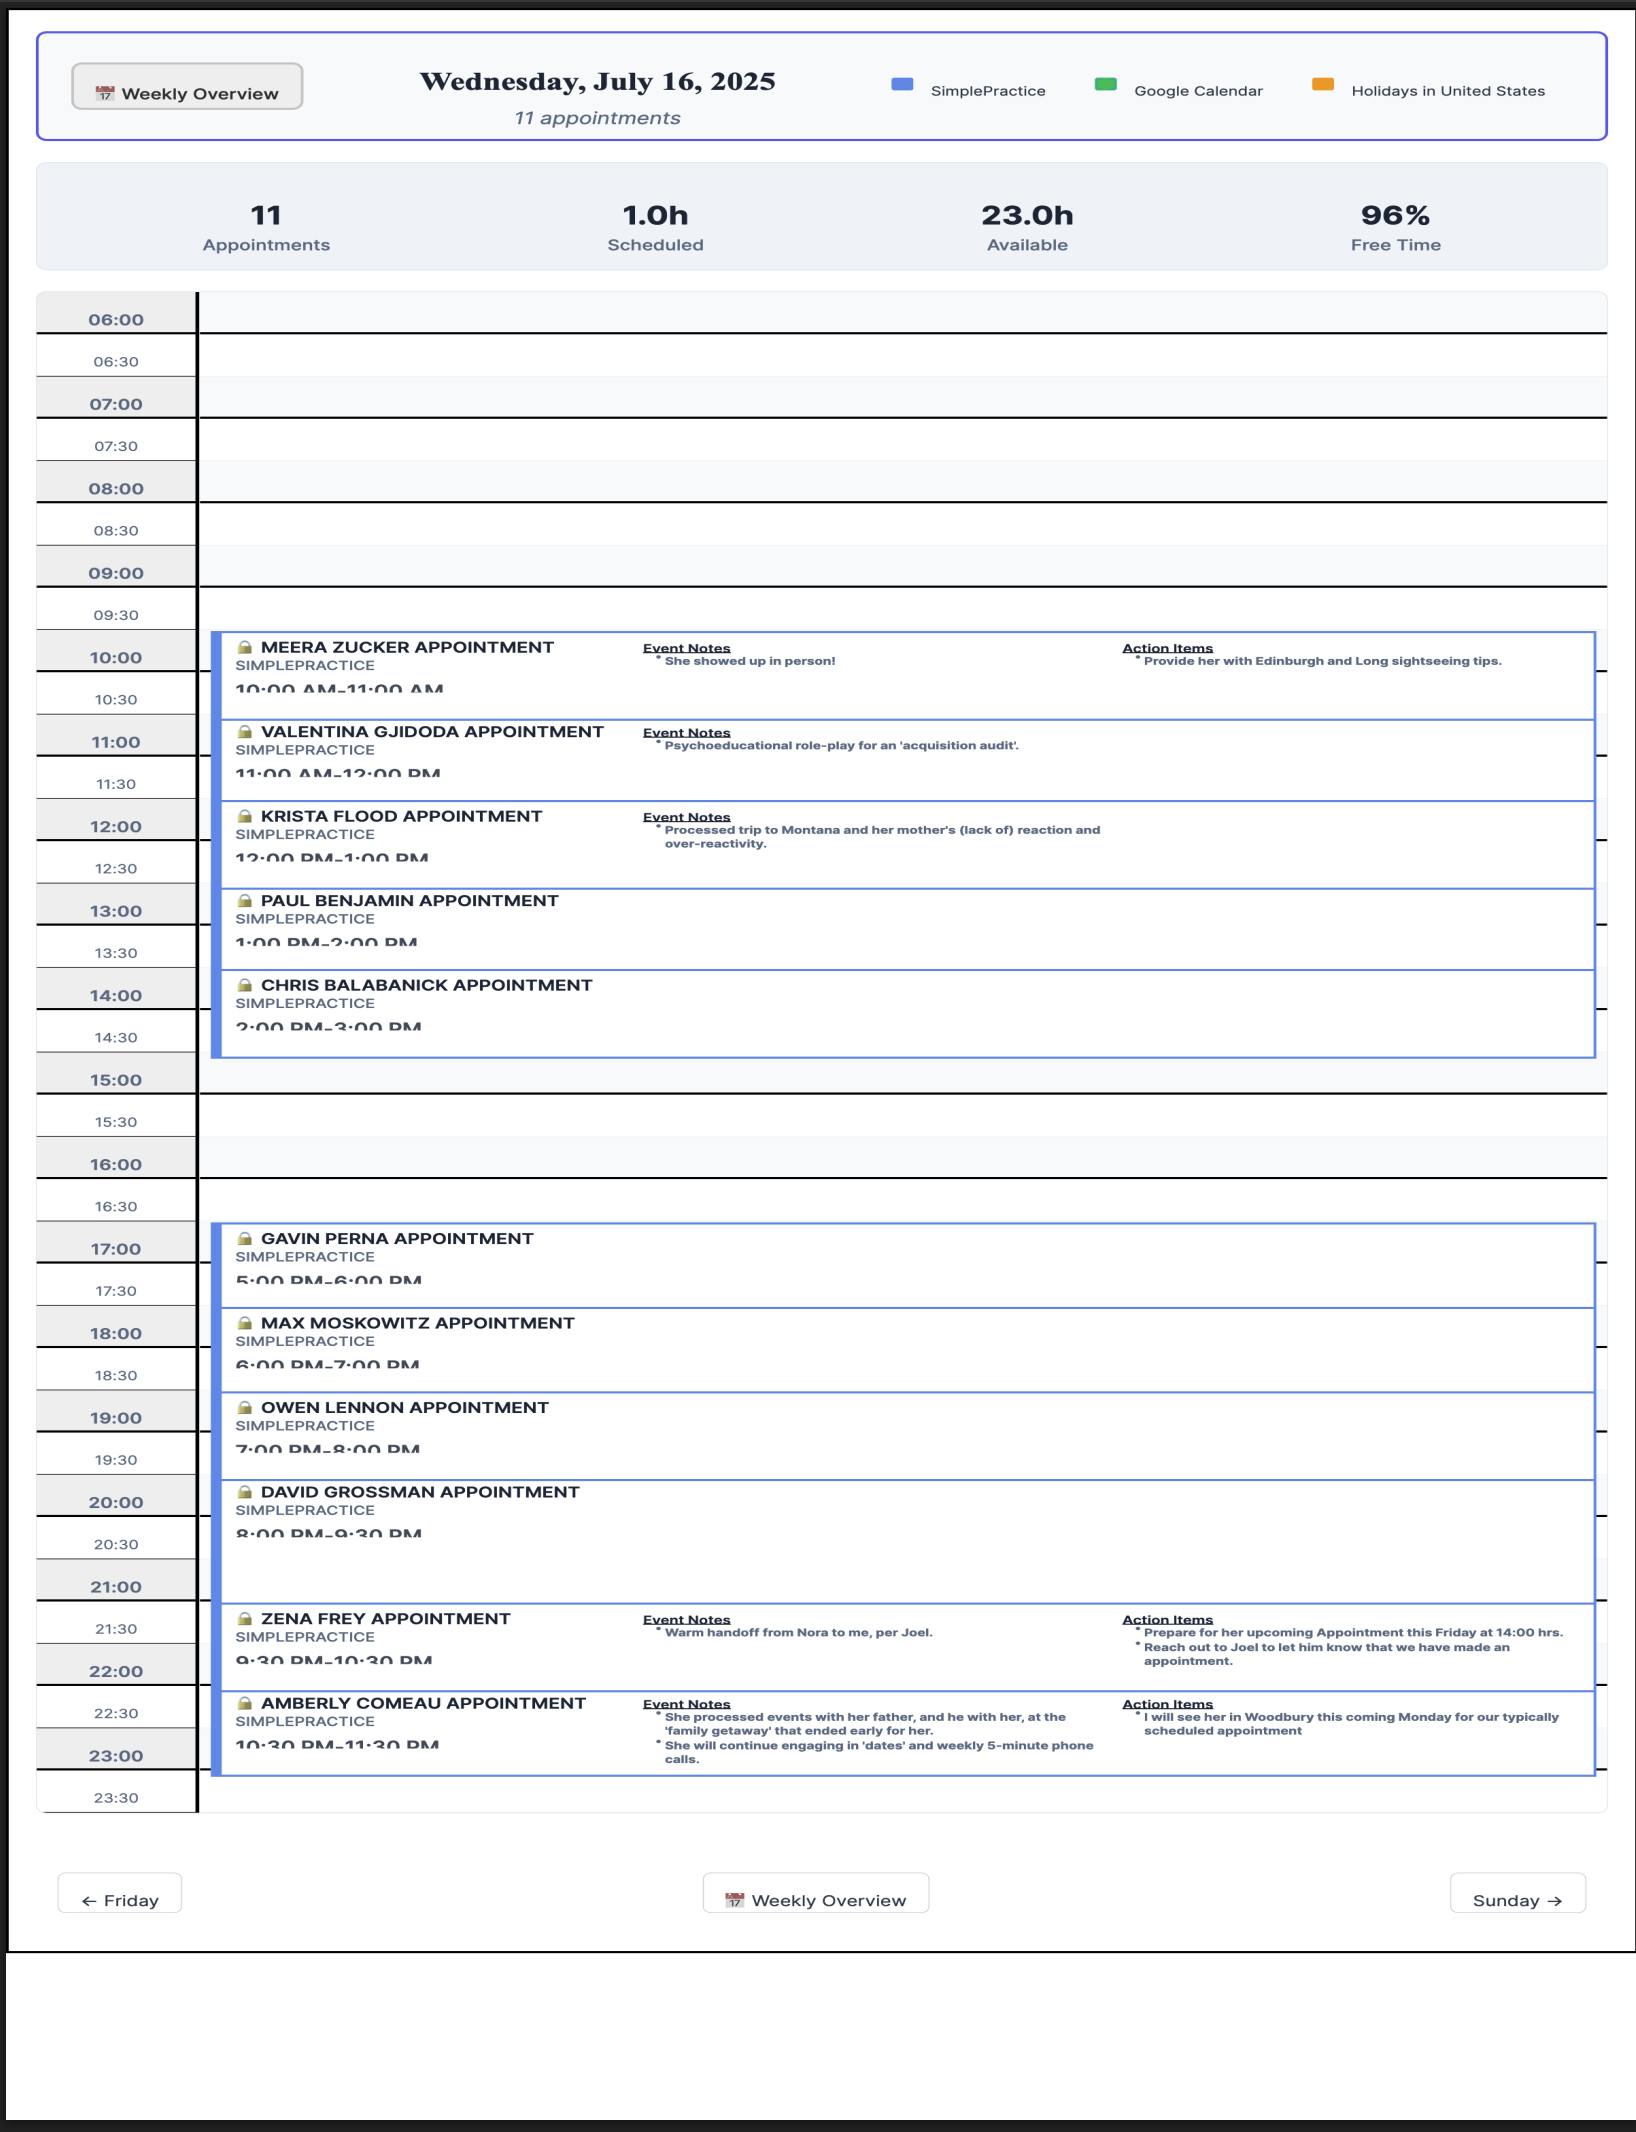 📅 Weekly Overview
Wednesday, July 16, 2025
11 appointments
SimplePractice
Google Calendar
Holidays in United States
11
Appointments
1.0h
Scheduled
23.0h
Available
96%
Free Time
06:00
06:30
07:00
07:30
08:00
08:30
09:00
09:30
10:00
🔒 MEERA ZUCKER APPOINTMENT
SIMPLEPRACTICE
10:00 AM-11:00 AM
Event Notes
• She showed up in person!
Action Items
• Provide her with Edinburgh and Long sightseeing tips.
10:30
11:00
🔒 VALENTINA GJIDODA APPOINTMENT
SIMPLEPRACTICE
11:00 AM-12:00 PM
Event Notes
• Psychoeducational role-play for an 'acquisition audit'.
11:30
12:00
🔒 KRISTA FLOOD APPOINTMENT
SIMPLEPRACTICE
12:00 PM-1:00 PM
Event Notes
• Processed trip to Montana and her mother's (lack of) reaction and
over-reactivity.
12:30
13:00
🔒 PAUL BENJAMIN APPOINTMENT
SIMPLEPRACTICE
1:00 PM-2:00 PM
13:30
14:00
🔒 CHRIS BALABANICK APPOINTMENT
SIMPLEPRACTICE
2:00 PM-3:00 PM
14:30
15:00
15:30
16:00
16:30
17:00
🔒 GAVIN PERNA APPOINTMENT
SIMPLEPRACTICE
5:00 PM-6:00 PM
17:30
18:00
🔒 MAX MOSKOWITZ APPOINTMENT
SIMPLEPRACTICE
6:00 PM-7:00 PM
18:30
19:00
🔒 OWEN LENNON APPOINTMENT
SIMPLEPRACTICE
7:00 PM-8:00 PM
19:30
20:00
🔒 DAVID GROSSMAN APPOINTMENT
SIMPLEPRACTICE
8:00 PM-9:30 PM
20:30
21:00
21:30
🔒 ZENA FREY APPOINTMENT
SIMPLEPRACTICE
9:30 PM-10:30 PM
Event Notes
• Warm handoff from Nora to me, per Joel.
Action Items
• Prepare for her upcoming Appointment this Friday at 14:00 hrs.
• Reach out to Joel to let him know that we have made an
appointment.
22:00
22:30
🔒 AMBERLY COMEAU APPOINTMENT
SIMPLEPRACTICE
10:30 PM-11:30 PM
Event Notes
• She processed events with her father, and he with her, at the
'family getaway' that ended early for her.
• She will continue engaging in 'dates' and weekly 5-minute phone
calls.
Action Items
• I will see her in Woodbury this coming Monday for our typically
scheduled appointment
23:00
23:30
← Friday
📅 Weekly Overview
Sunday →